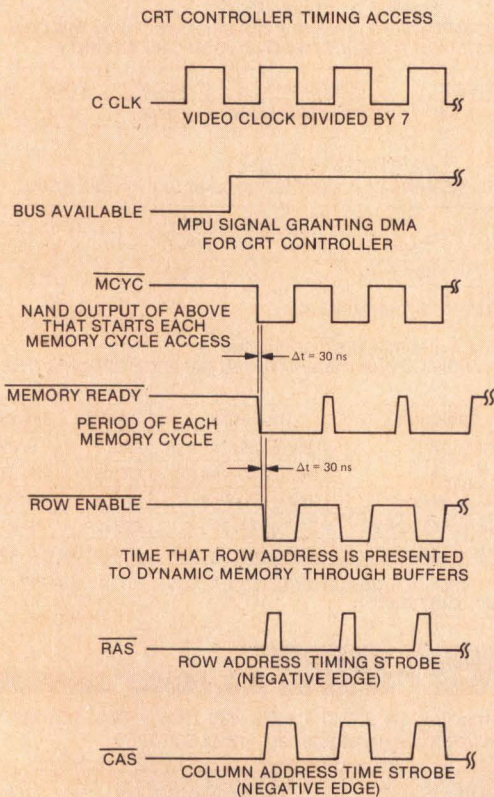 CRT CONTROLLER TIMING ACCESS
C CLK
VIDEO CLOCK DIVIDED BY 7
BUS AVAILABLE
MPU SIGNAL GRANTING DMA
FOR CRT CONTROLLER
MCYC
NAND OUTPUT OF ABOVE
THAT STARTS EACH
MEMORY CYCLE ACCESS
Δt = 30 ns
MEMORY READY
PERIOD OF EACH
MEMORY CYCLE
Δt = 30 ns
ROW ENABLE
TIME THAT ROW ADDRESS IS PRESENTED
TO DYNAMIC MEMORY THROUGH BUFFERS
RAS
ROW ADDRESS TIMING STROBE
(NEGATIVE EDGE)
CAS
COLUMN ADDRESS TIME STROBE
(NEGATIVE EDGE)